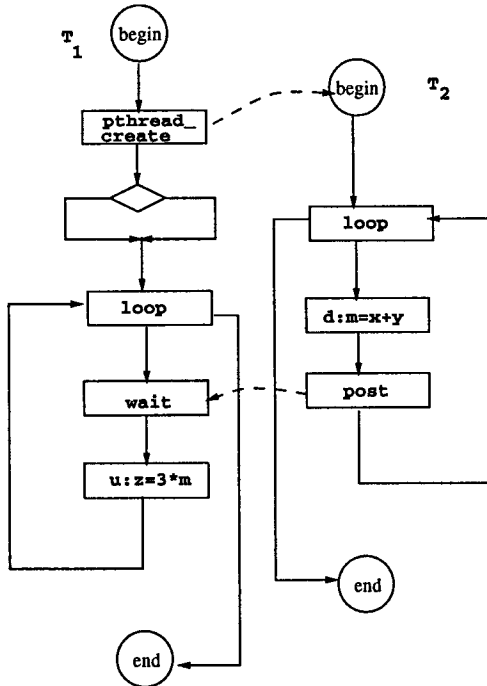 T1
begin
pthread_
create
loop
wait
u:z=3*m
end
begin
T2
loop
d:m=x+y
post
end